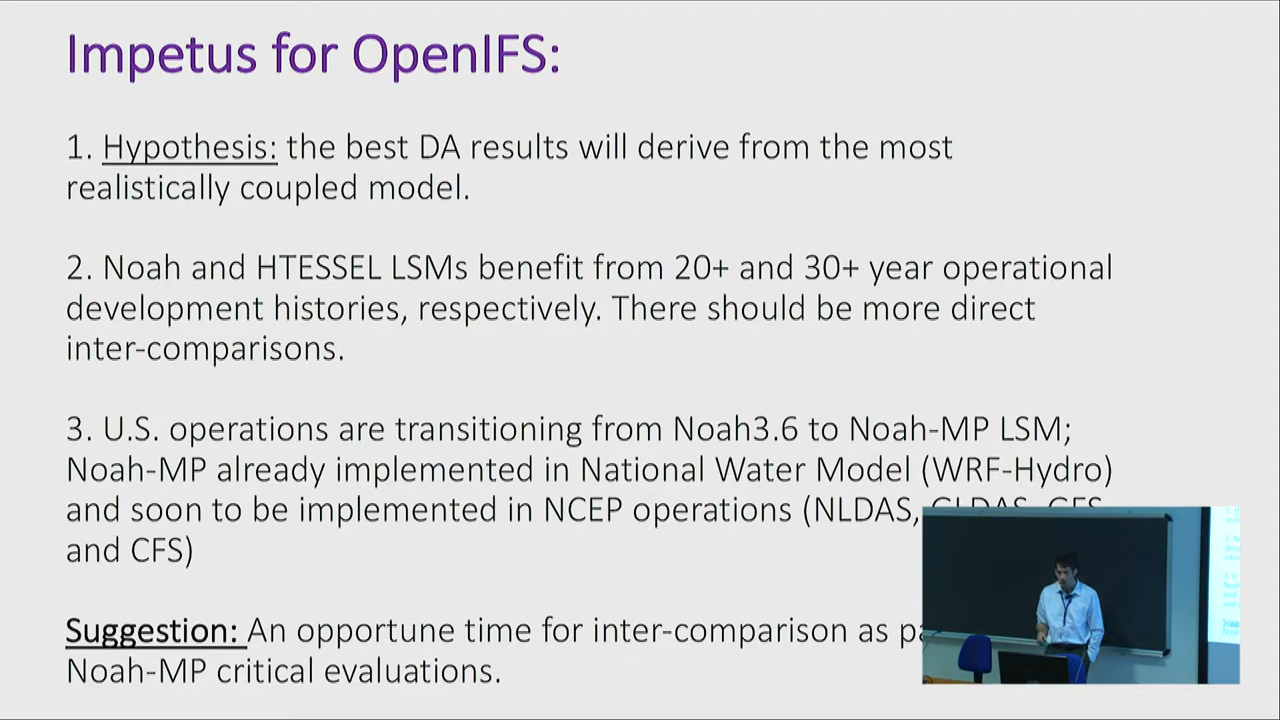 Impetus for OpenIFS:
1. Hypothesis: the best DA results will derive from the most
realistically coupled model.
2. Noah and HTESSEL LSMs benefit from 20+ and 30+ year operational
development histories, respectively. There should be more direct
inter-comparisons.
3. U.S. operations are transitioning from Noah3.6 to Noah-MP LSM;
Noah-MP already implemented in National Water Model (WRF-Hydro)
and soon to be implemented in NCEP operations (NLDAS, GLDAS, GFS
and CFS)
Suggestion: An opportune time for inter-comparison as
Noah-MP critical evaluations.